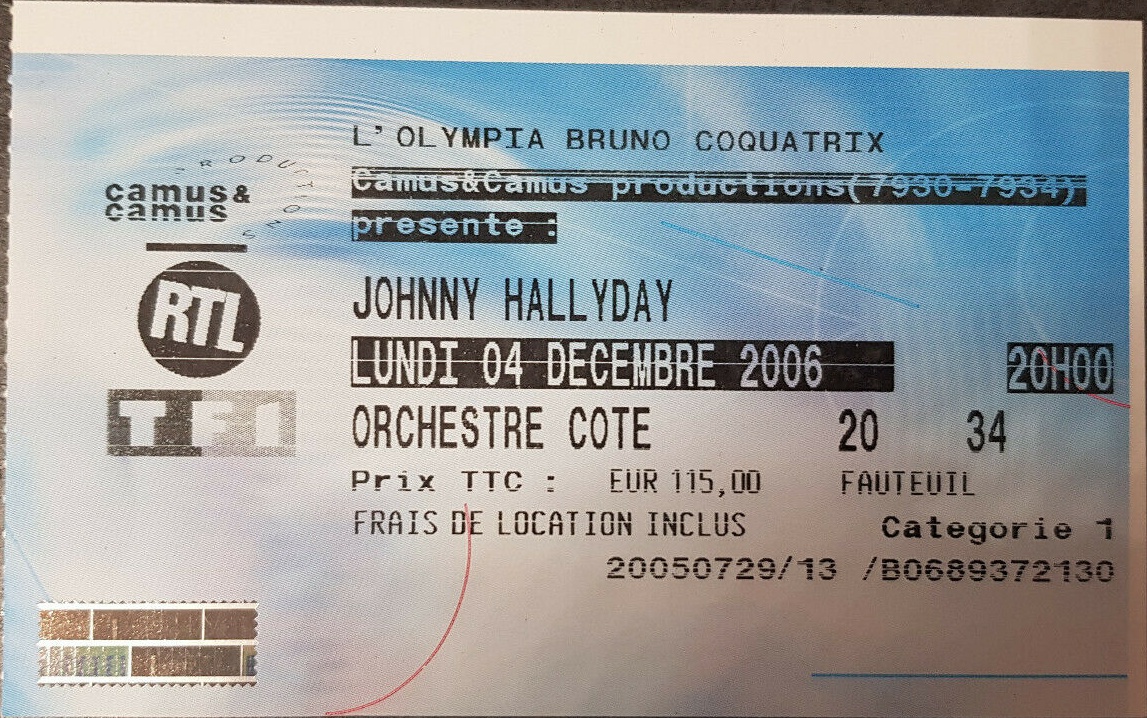 L'OLYMPIA BRUNO COQUATRIX
Camus&Camus productions(7930-7934)
presente :
PRODUCTIONS
camus&
camus
RTL
TF1
JOHNNY HALLYDAY
LUNDI 04 DECEMBRE 2006 20H00
ORCHESTRE COTE 20 34
Prix TTC : EUR 115,00 FAUTEUIL
FRAIS DE LOCATION INCLUS Categorie 1
20050729/13 /B0689372130